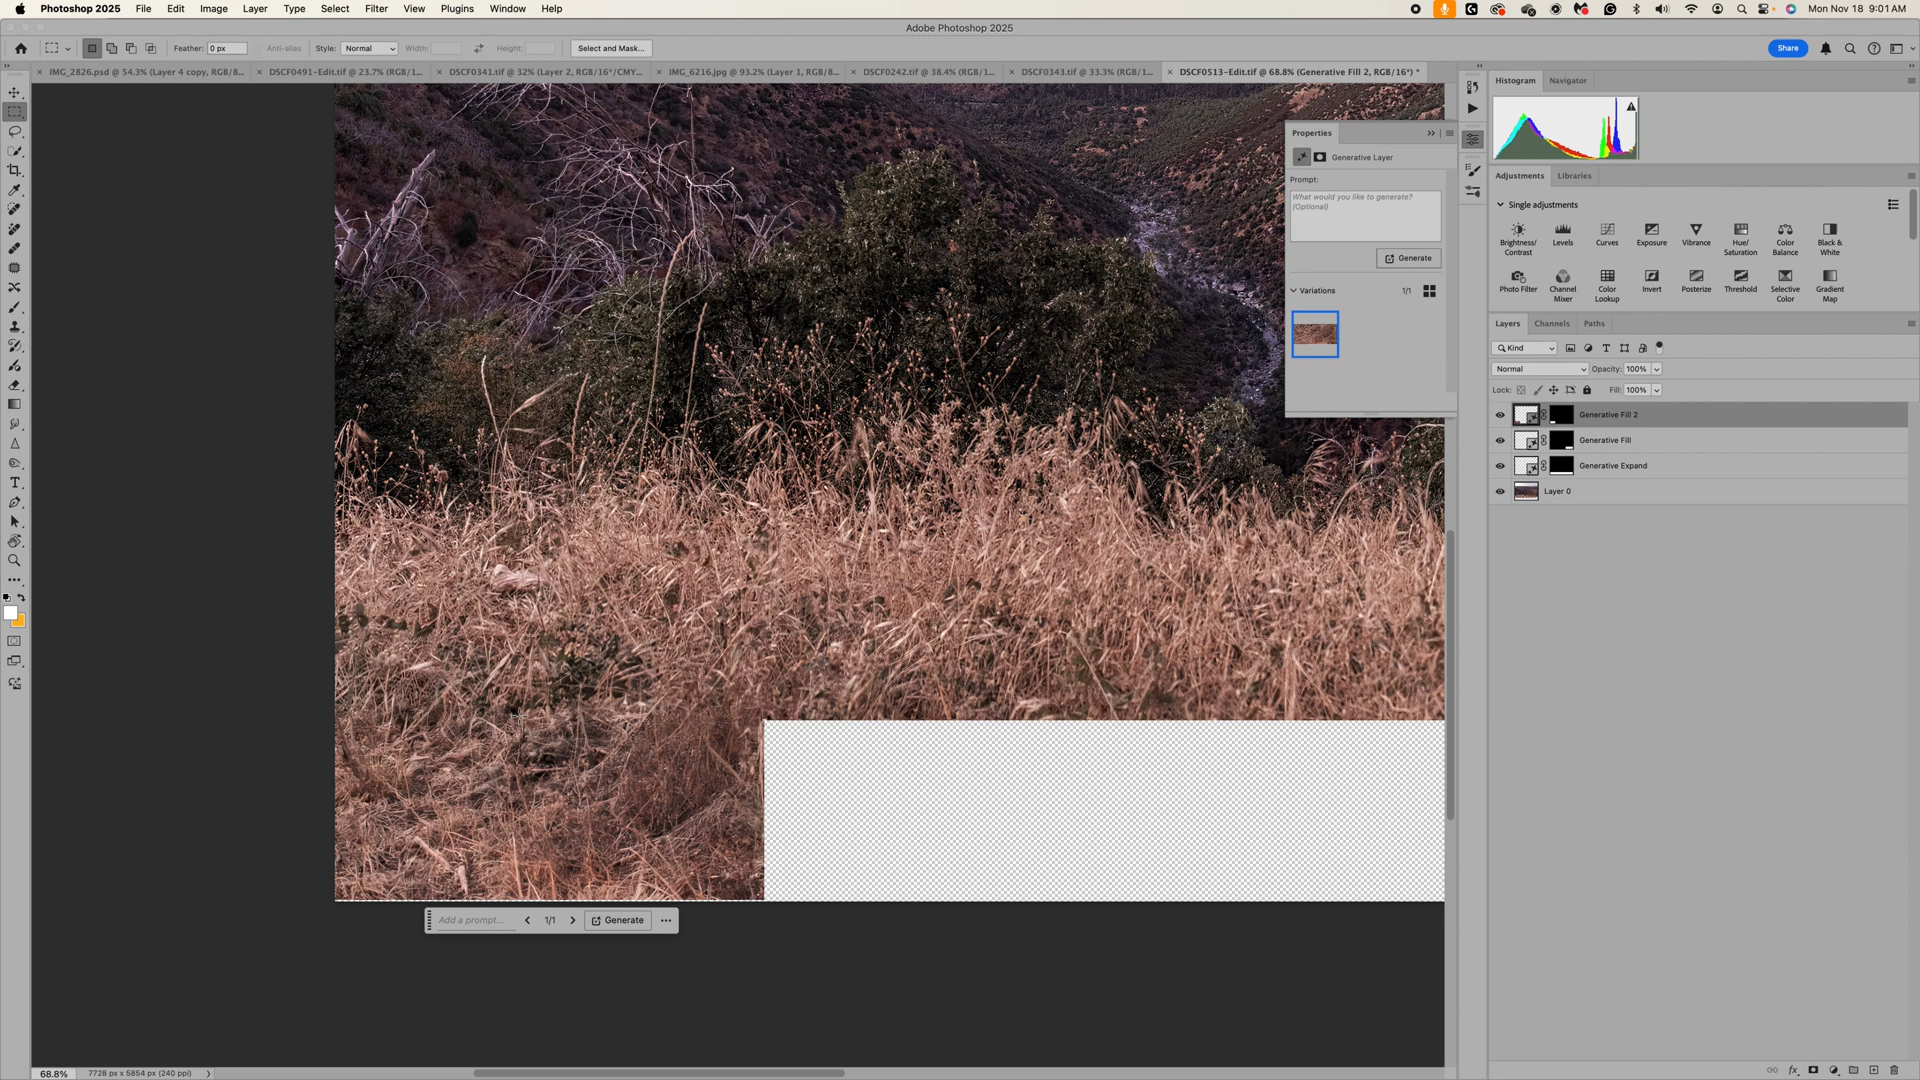 Photoshop 2025 File Edit Image Layer Type Select Filter View Plugins Window Help Mon Nov 18 9:01 AM
Adobe Photoshop 2025
Feather: 0 px Anti-alias Style: Normal Width: Height: Select and Mask... Share
IMG_2826.psd @ 54.3% (Layer 4 copy, RGB/8... DSCF0491-Edit.tif @ 23.7% (RGB/1... DSCF0341.tif @ 32% (Layer 2, RGB/16*/CMY... IMG_6216.jpg @ 93.2% (Layer 1, RGB/8... DSCF0242.tif @ 38.4% (RGB/1... DSCF0343.tif @ 33.3% (RGB/1... DSCF0513-Edit.tif @ 68.8% (Generative Fill 2, RGB/16*) *
Histogram Navigator
Properties
Generative Layer
Prompt:
What would you like to generate?
(Optional)
Generate
Variations 1/1
Adjustments Libraries
Single adjustments
Brightness/
Contrast
Levels
Curves
Exposure
Vibrance
Hue/
Saturation
Color
Balance
Black &
White
Photo Filter
Channel
Mixer
Color
Lookup
Invert
Posterize
Threshold
Selective
Color
Gradient
Map
Layers Channels Paths
Kind
Normal Opacity: 100%
Lock: Fill: 100%
Generative Fill 2
Generative Fill
Generative Expand
Layer 0
Add a prompt... 1/1 Generate
68.8% 7728 px x 5854 px (240 ppi)